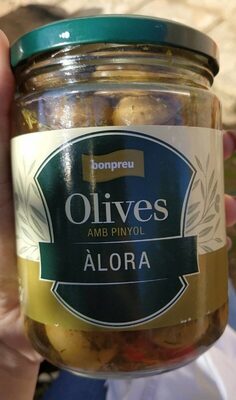 bonpreu
Olives
AMB PINYOL
ÀLORA